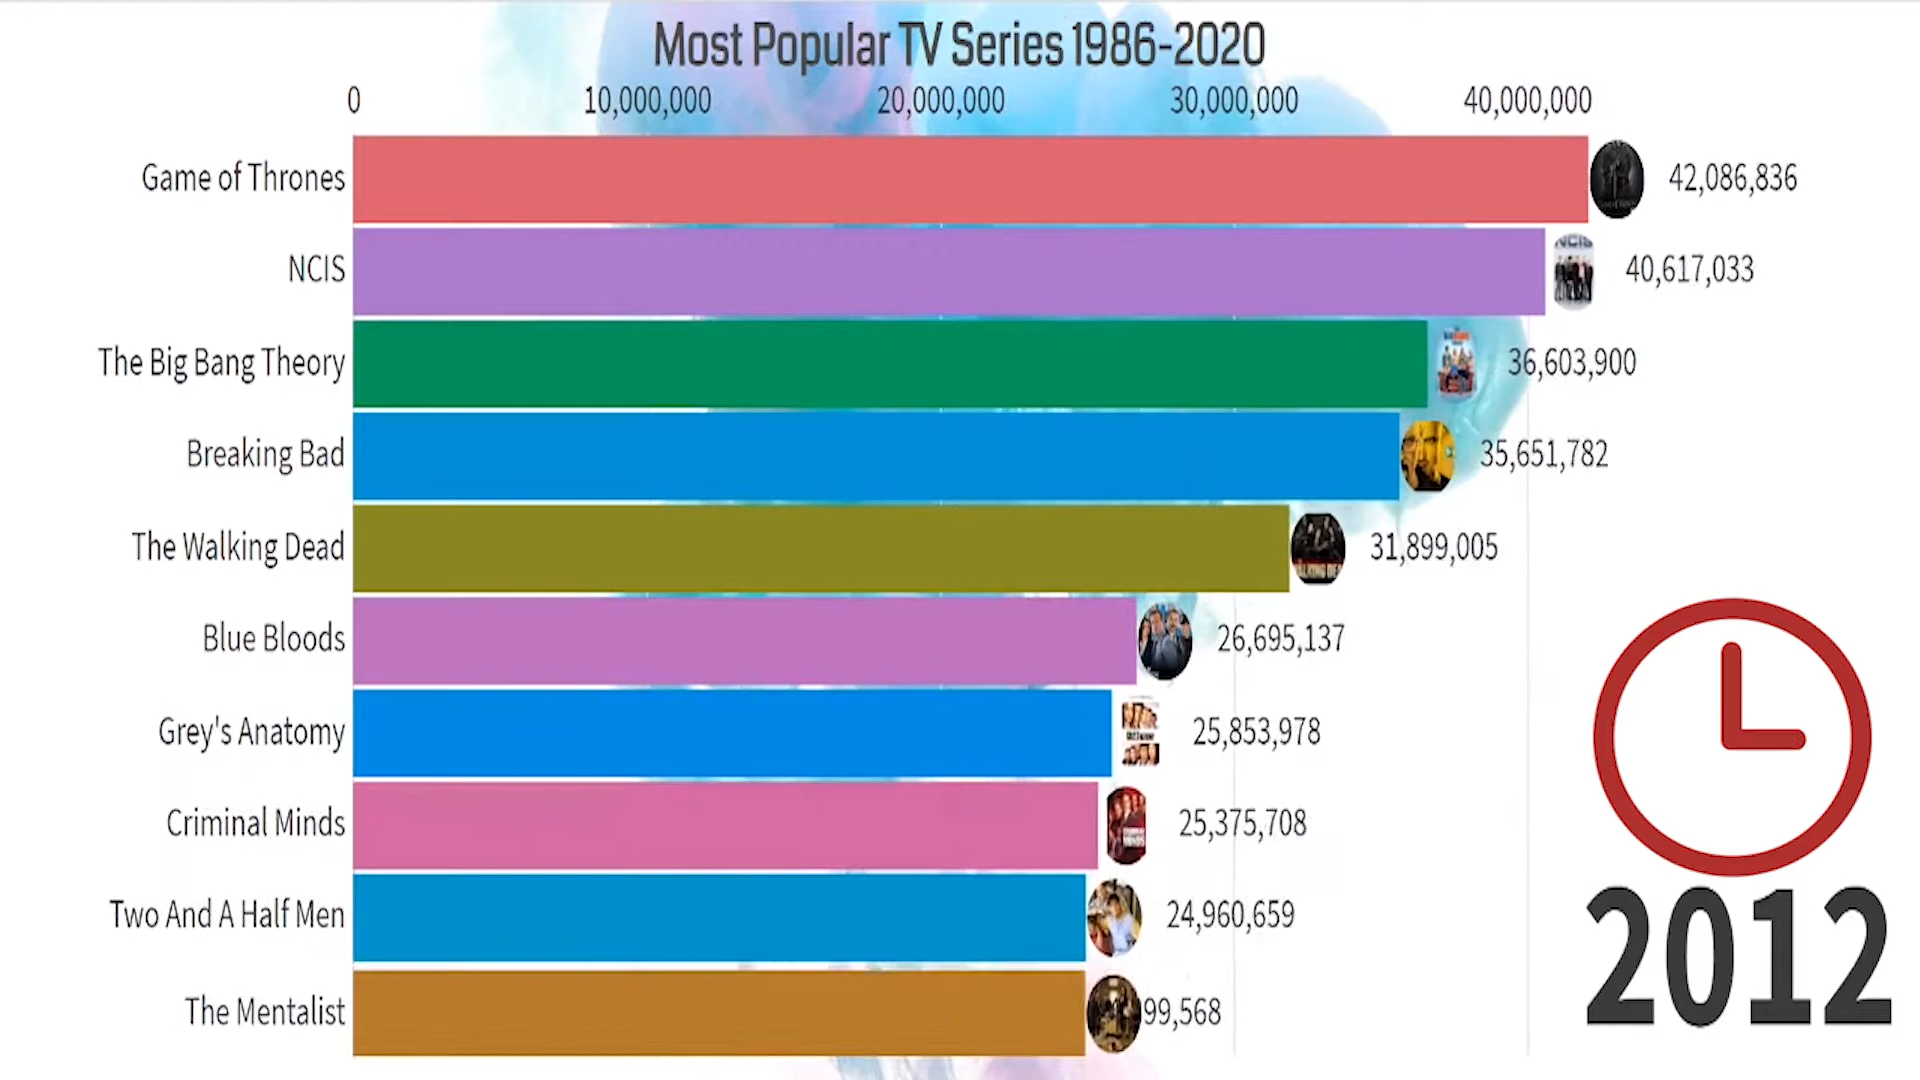 Most Popular TV Series 1986-2020
0 10,000,000 20,000,000 30,000,000 40,000,000
Game of Thrones 42,086,836
NCIS NCIS 40,617,033
The Big Bang Theory 36,603,900
Breaking Bad 35,651,782
The Walking Dead 31,899,005
Blue Bloods 26,695,137
Grey's Anatomy 25,853,978
Criminal Minds 25,375,708
Two And A Half Men 24,960,659
The Mentalist 99,568
2012